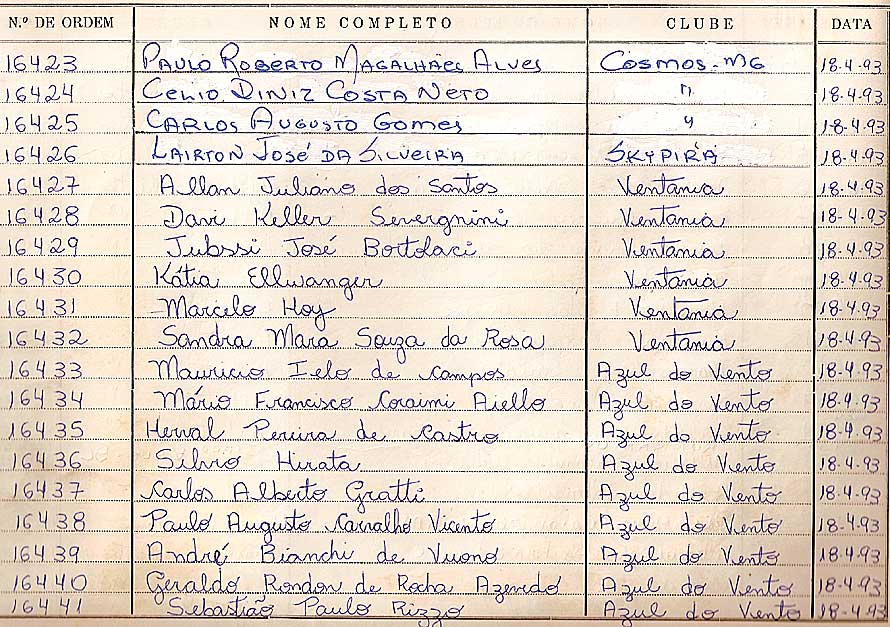 N.º DE ORDEM NOME COMPLETO CLUBE DATA
16423 PAULO ROBERTO MAGALHÃES ALVES COSMOS-MG 18-4-93
16424 CELIO DINIZ COSTA NETO " 18-4-93
16425 CARLOS AUGUSTO GOMES " 18-4-93
16426 LAIRTON JOSÉ DA SILVEIRA SKYPIRÁ 18-4-93
16427 Allan Juliano dos Santos Ventania 18-4-93
16428 Davi Keller Severgnini Ventania 18-4-93
16429 José Bortolaci Ventania 18-4-93
16430 Kátia Ellwanger Ventania 18-4-93
16431 Marcelo Hoy Ventania 18-4-93
16432 Sandra Mara Souza da Rosa Ventania 18-4-93
16433 Mauricio Ielo de Campos Azul do Vento 18-4-93
16434 Mário Francisco Coraimi Aiello Azul do Vento 18-4-93
16435 Herval Pereira de Castro Azul do Vento 18-4-93
16436 Silvio Hirata Azul do Vento 18-4-93
16437 Carlos Alberto Gratti Azul do Vento 18-4-93
16438 Paulo Augusto Carvalho Vicento Azul do Vento 18-4-93
16439 André Bianchi de Vuono Azul do Vento 18-4-93
16440 Geraldo Rondon da Rocha Azevedo Azul do Vento 18-4-93
16441 Sebastião Paulo Rizzo Azul do Vento 18-4-93